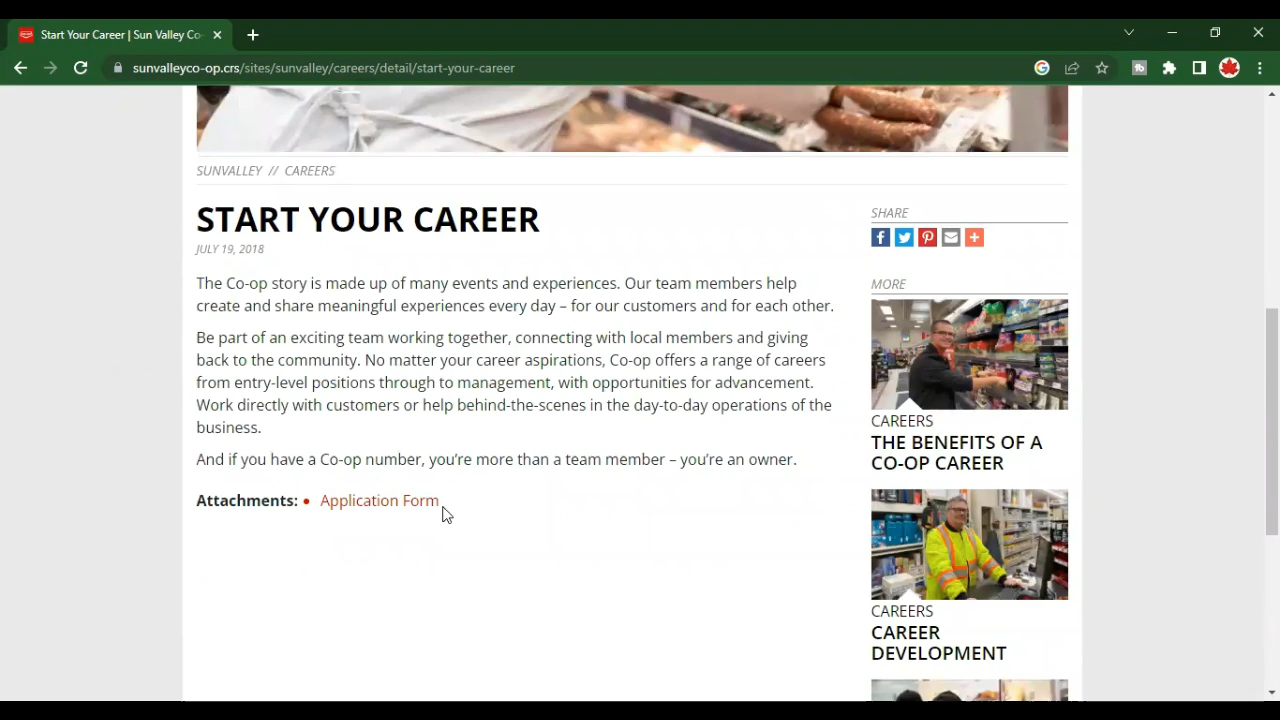 Start Your Career | Sun Valley Co-
sunvalleyco-op.crs/sites/sunvalley/careers/detail/start-your-career
SUNVALLEY // CAREERS
START YOUR CAREER
JULY 19, 2018
The Co-op story is made up of many events and experiences. Our team members help
create and share meaningful experiences every day – for our customers and for each other.
Be part of an exciting team working together, connecting with local members and giving
back to the community. No matter your career aspirations, Co-op offers a range of careers
from entry-level positions through to management, with opportunities for advancement.
Work directly with customers or help behind-the-scenes in the day-to-day operations of the
business.
And if you have a Co-op number, you’re more than a team member – you’re an owner.
Attachments: • Application Form
SHARE
MORE
CAREERS
THE BENEFITS OF A
CO-OP CAREER
CAREERS
CAREER
DEVELOPMENT